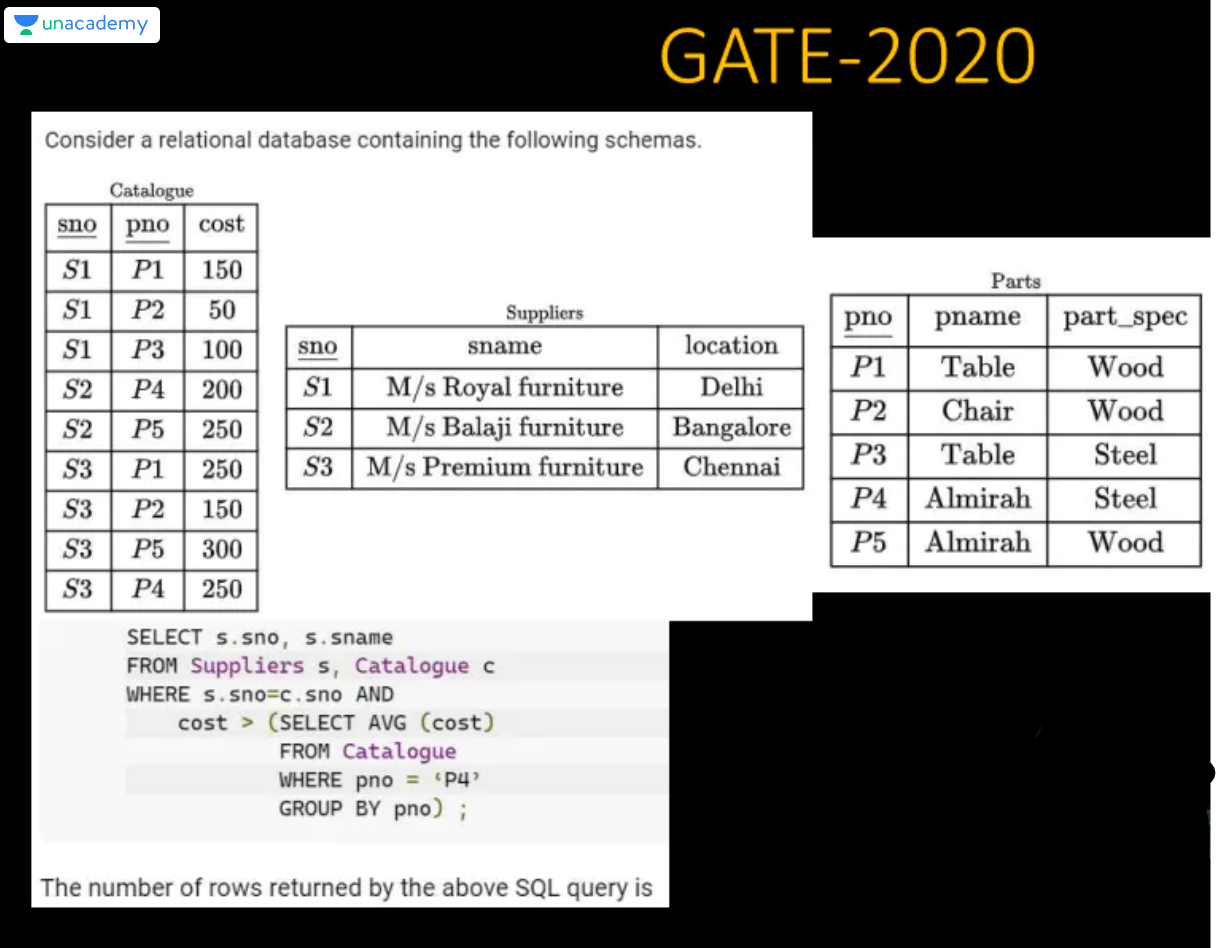 unacademy
GATE-2020
Consider a relational database containing the following schemas.
Catalogue
sno pno cost
S1 P1 150
S1 P2 50
S1 P3 100
S2 P4 200
S2 P5 250
S3 P1 250
S3 P2 150
S3 P5 300
S3 P4 250
Suppliers
sno sname location
S1 M/s Royal furniture Delhi
S2 M/s Balaji furniture Bangalore
S3 M/s Premium furniture Chennai
Parts
pno pname part_spec
P1 Table Wood
P2 Chair Wood
P3 Table Steel
P4 Almirah Steel
P5 Almirah Wood
SELECT s.sno, s.sname
FROM Suppliers s, Catalogue c
WHERE s.sno=c.sno AND
cost > (SELECT AVG (cost)
FROM Catalogue
WHERE pno = ‘P4’
GROUP BY pno) ;
The number of rows returned by the above SQL query is